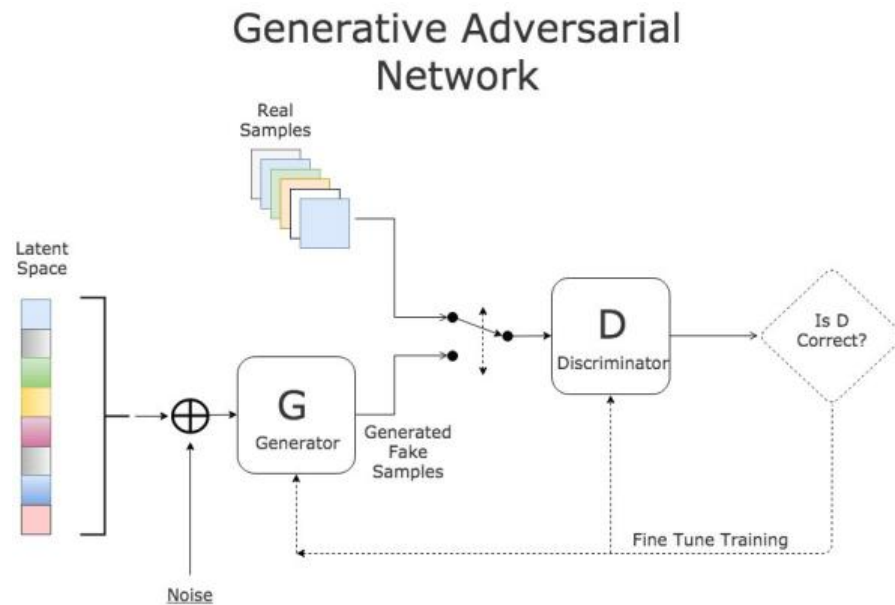 Generative Adversarial
Network
Real
Samples
Latent
Space
D
Discriminator
Is D
Correct?
G
Generator
Generated
Fake
Samples
Fine Tune Training
Noise